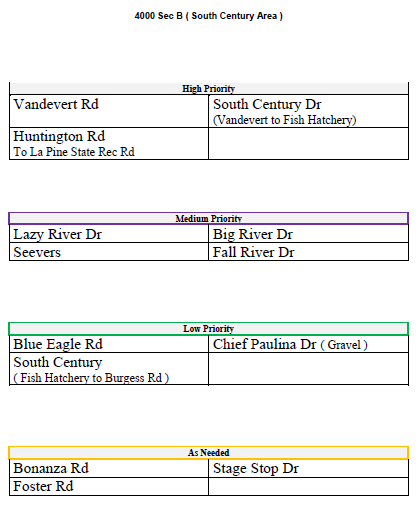 4000 Sec B ( South Century Area )
High Priority
Vandevert Rd
South Century Dr
(Vandevert to Fish Hatchery)
Huntington Rd
To La Pine State Rec Rd
Medium Priority
Lazy River Dr
Big River Dr
Seevers
Fall River Dr
Low Priority
Blue Eagle Rd
Chief Paulina Dr ( Gravel )
South Century
( Fish Hatchery to Burgess Rd )
As Needed
Bonanza Rd
Stage Stop Dr
Foster Rd